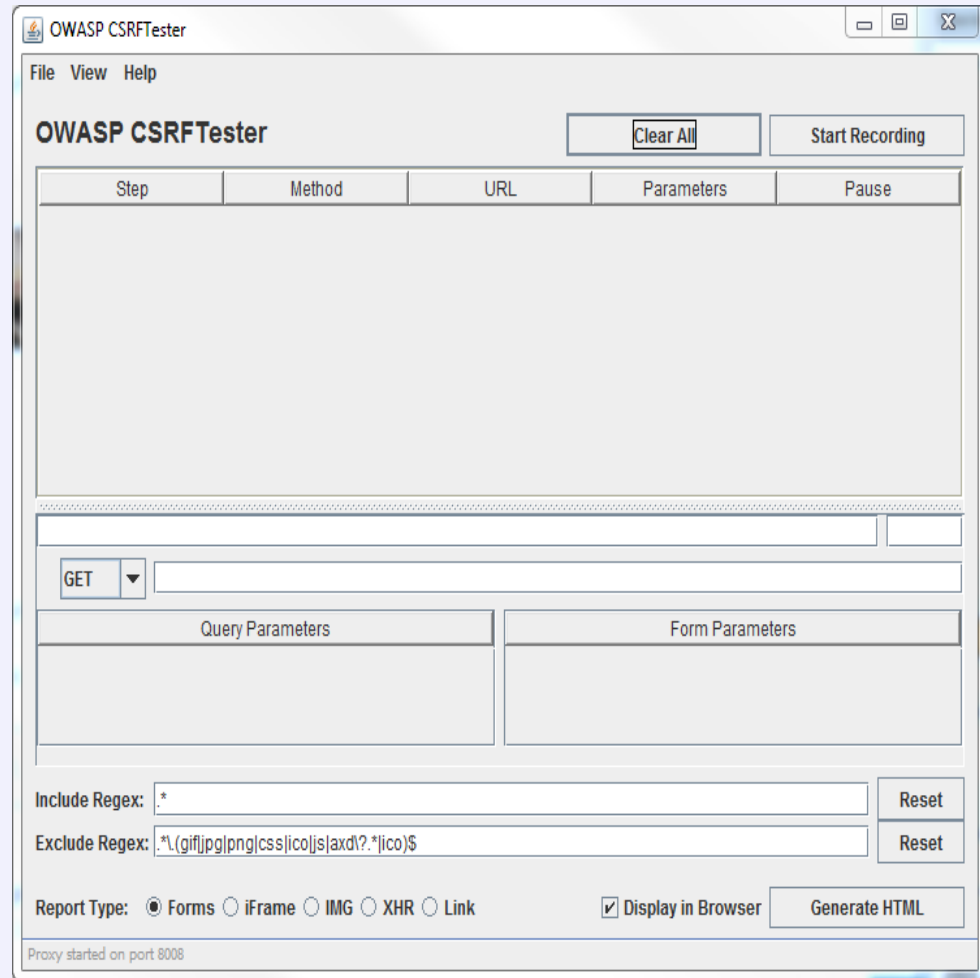 OWASP CSRFTester
File View Help
OWASP CSRFTester
Clear All
Start Recording
Step Method URL Parameters Pause
GET
Query Parameters Form Parameters
Include Regex: .* Reset
Exclude Regex: .*\.(gif|jpg|png|css|ico|js|axd\?.*|ico)$ Reset
Report Type: Forms iFrame IMG XHR Link Display in Browser Generate HTML
Proxy started on port 8008